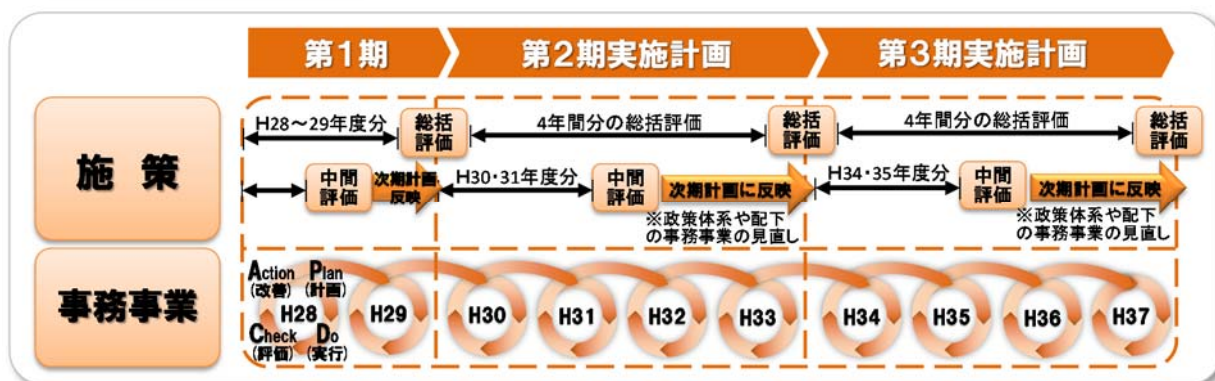 第1期
第2期実施計画
第3期実施計画
施 策
H28～29年度分
総括
評価
4年間分の総括評価
総括
評価
4年間分の総括評価
総括
評価
中間
評価
次期計画
反映
H30・31年度分
中間
評価
次期計画に反映
※政策体系や配下
の事務事業の見直し
H34・35年度分
中間
評価
次期計画に反映
※政策体系や配下
の事務事業の見直し
事務事業
Action Plan
(改善) (計画)
H28
H29
H30
H31
H32
H33
H34
H35
H36
H37
Check Do
(評価) (実行)